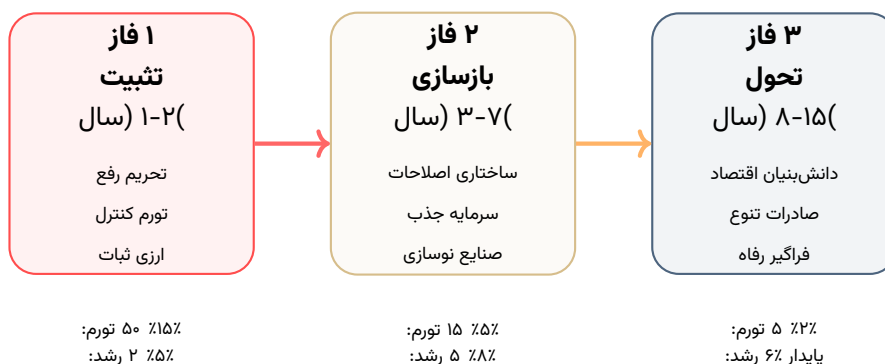 ۱ فاز
تثبیت
)۱-۲ (سال
تحریم رفع
تورم کنترل
ارزی ثبات
٪۱۵٪ ۵۰ تورم:
٪۵٪ ۲ رشد:
۲ فاز
بازسازی
)۳-۷ (سال
ساختاری اصلاحات
سرمایه جذب
صنایع نوسازی
٪۵٪ ۱۵ تورم:
٪۸٪ ۵ رشد:
۳ فاز
تحول
)۸-۱۵ (سال
دانش‌بنیان اقتصاد
صادرات تنوع
فراگیر رفاه
٪۲٪ ۵ تورم:
پایدار ٪۶ رشد: